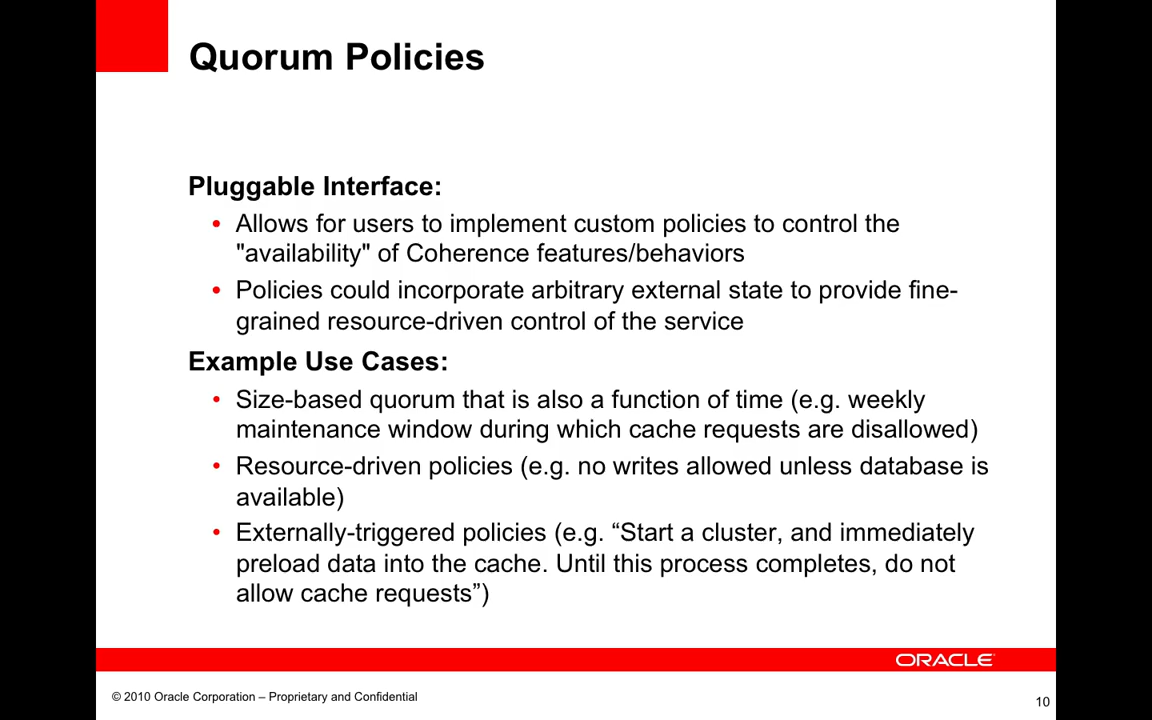 Quorum Policies
Pluggable Interface:
• Allows for users to implement custom policies to control the
"availability" of Coherence features/behaviors
• Policies could incorporate arbitrary external state to provide fine-
grained resource-driven control of the service
Example Use Cases:
• Size-based quorum that is also a function of time (e.g. weekly
maintenance window during which cache requests are disallowed)
• Resource-driven policies (e.g. no writes allowed unless database is
available)
• Externally-triggered policies (e.g. “Start a cluster, and immediately
preload data into the cache. Until this process completes, do not
allow cache requests”)
ORACLE
© 2010 Oracle Corporation – Proprietary and Confidential
10